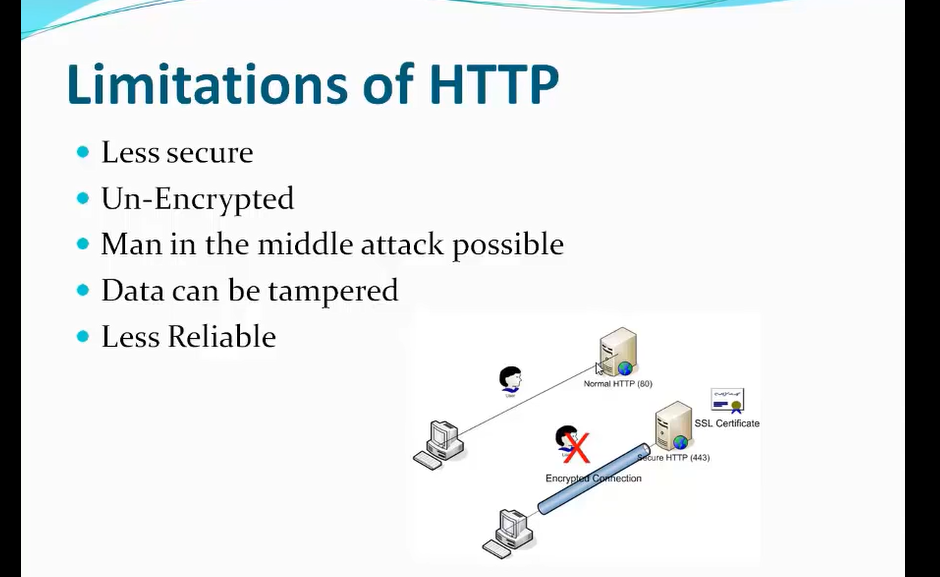 Limitations of HTTP
Less secure
Un-Encrypted
Man in the middle attack possible
Data can be tampered
Less Reliable
Normal HTTP (80)
User
SSL Certificate
Secure HTTP (443)
Encrypted Connection